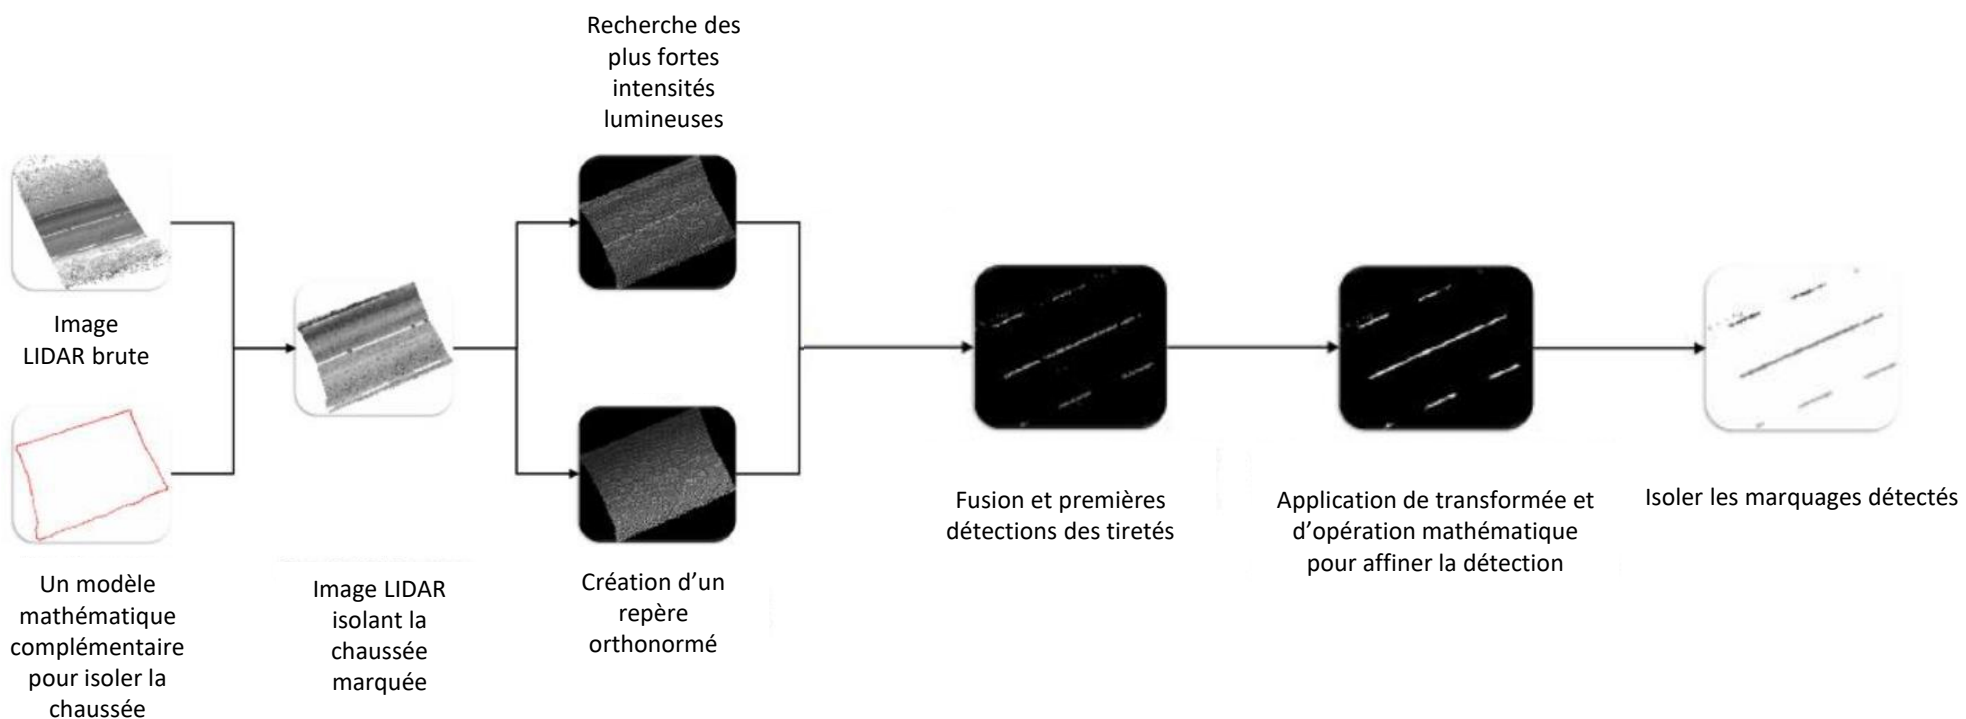 Recherche des
plus fortes
intensités
lumineuses
Image
LIDAR brute
Un modèle
mathématique
complémentaire
pour isoler la
chaussée
Image LIDAR
isolant la
chaussée
marquée
Création d'un
repère
orthonormé
Fusion et premières
détections des tiretés
Application de transformée et
d'opération mathématique
pour affiner la détection
Isoler les marquages détectés